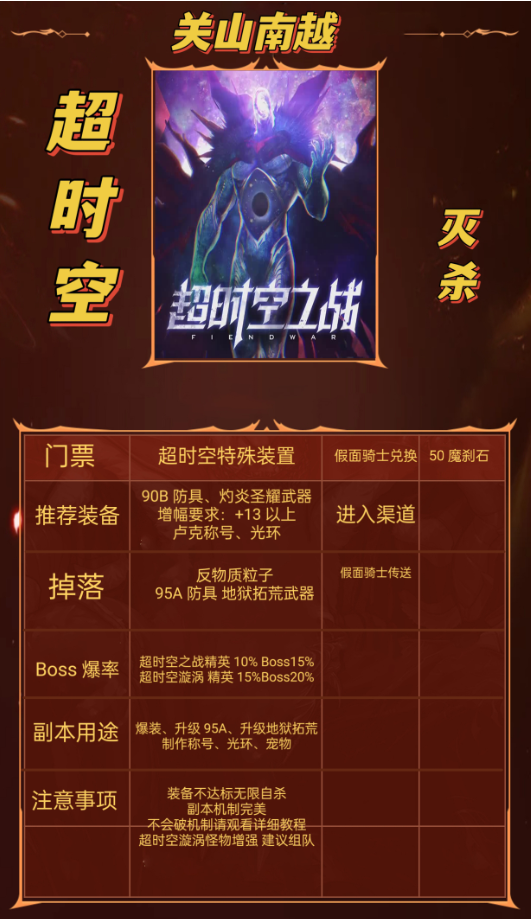 关山南越
超时空
灭杀
超时空之战
FIENDWAR
门票 超时空特殊装置 假面骑士兑换 50 魔刹石
推荐装备 90B 防具、灼炎圣耀武器
增幅要求：+13 以上
卢克称号、光环
进入渠道
掉落 反物质粒子
95A 防具 地狱拓荒武器
假面骑士传送
Boss 爆率 超时空之战精英 10% Boss15%
超时空漩涡 精英 15%Boss20%
副本用途 爆装、升级 95A、升级地狱拓荒
制作称号、光环、宠物
注意事项 装备不达标无限自杀
副本机制完美
不会破机制请观看详细教程
超时空漩涡怪物增强 建议组队